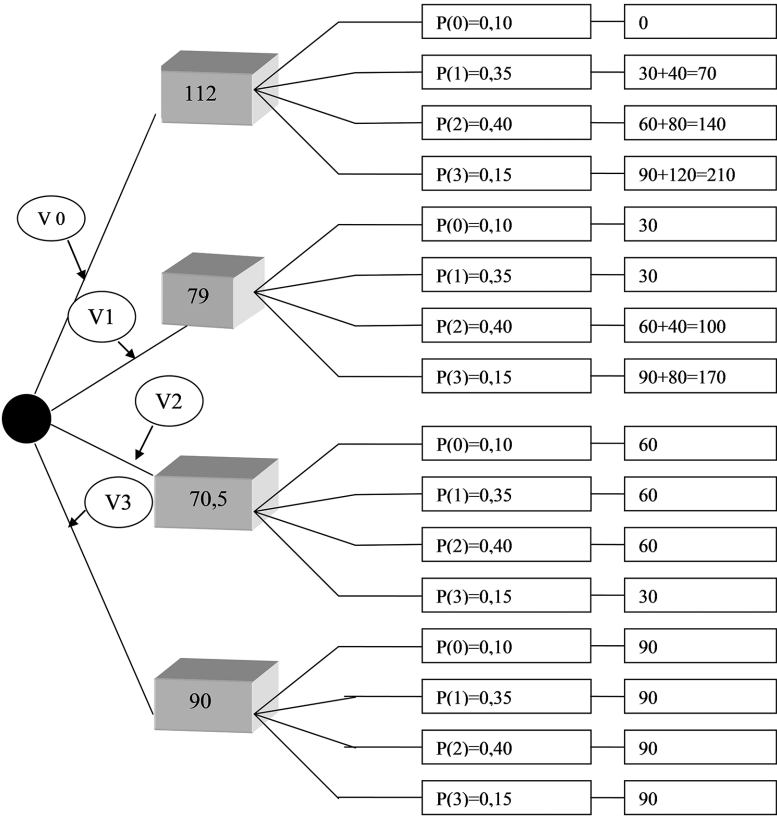 P(0)=0,10 0
112 P(1)=0,35 30+40=70
P(2)=0,40 60+80=140
P(3)=0,15 90+120=210
V 0
P(0)=0,10 30
79 P(1)=0,35 30
V1
P(2)=0,40 60+40=100
P(3)=0,15 90+80=170
V2
P(0)=0,10 60
70,5 P(1)=0,35 60
V3
P(2)=0,40 60
P(3)=0,15 30
P(0)=0,10 90
90 P(1)=0,35 90
P(2)=0,40 90
P(3)=0,15 90